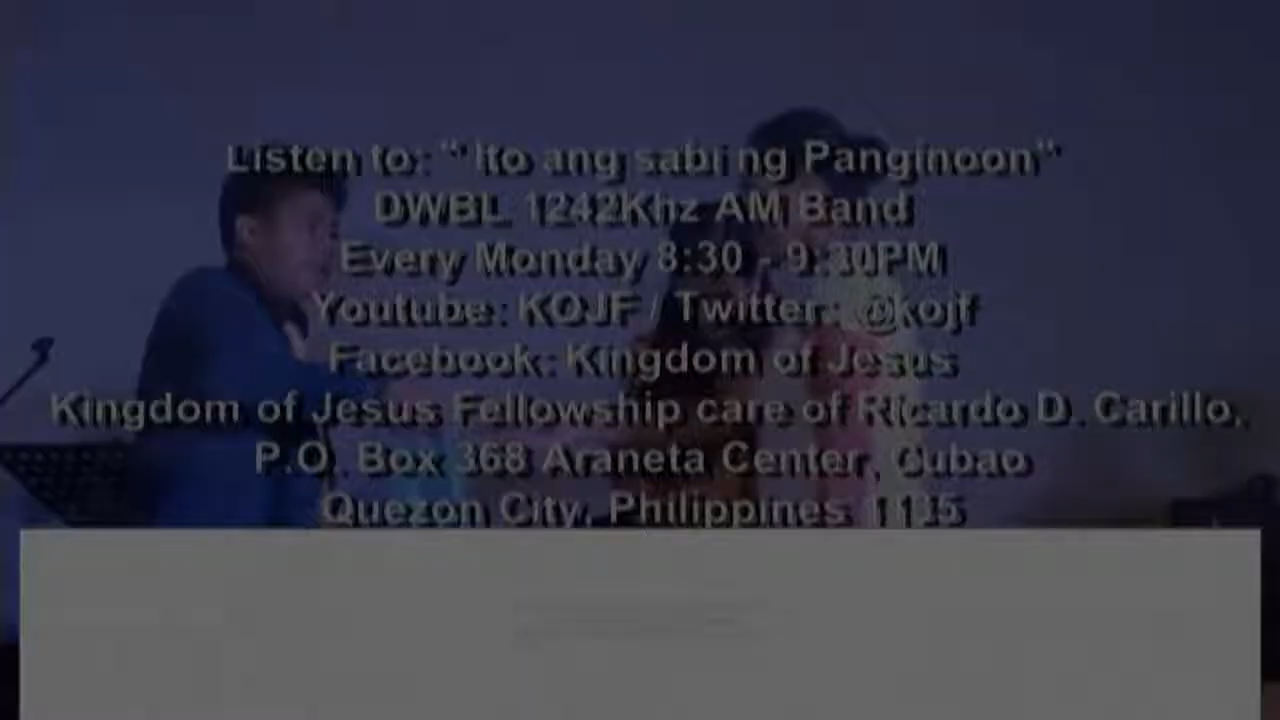 Listen to: " Ito ang sabi ng Panginoon"
DWBL 1242Khz AM Band
Every Monday 8:30 - 9:30PM
Youtube: KOJF / Twitter: @kojf
Facebook: Kingdom of Jesus
Kingdom of Jesus Fellowship care of Ricardo D. Carillo,
P.O. Box 368 Araneta Center, Cubao
Quezon City, Philippines 1135